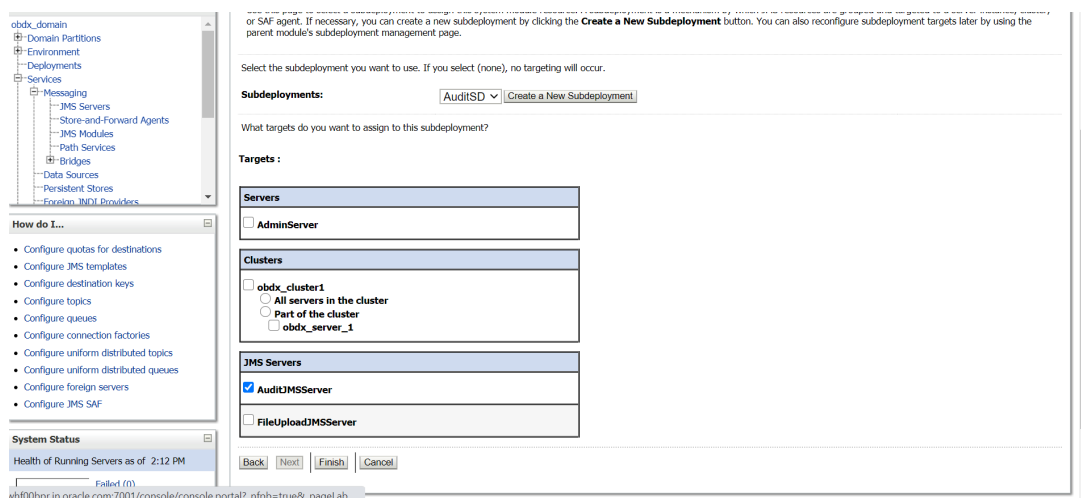 obdx_domain
Domain Partitions
Environment
Deployments
Services
Messaging
JMS Servers
Store-and-Forward Agents
JMS Modules
Path Services
Bridges
Data Sources
Persistent Stores
Foreign JNDI Providers
How do I...
Configure quotas for destinations
Configure JMS templates
Configure destination keys
Configure topics
Configure queues
Configure connection factories
Configure uniform distributed topics
Configure uniform distributed queues
Configure foreign servers
Configure JMS SAF
System Status
Health of Running Servers as of 2:12 PM
Failed (0)
or SAF agent. If necessary, you can create a new subdeployment by clicking the Create a New Subdeployment button. You can also reconfigure subdeployment targets later by using the
parent module's subdeployment management page.
Select the subdeployment you want to use. If you select (none), no targeting will occur.
Subdeployments: AuditSD Create a New Subdeployment
What targets do you want to assign to this subdeployment?
Targets :
Servers
AdminServer
Clusters
obdx_cluster1
All servers in the cluster
Part of the cluster
obdx_server_1
JMS Servers
AuditJMSServer
FileUploadJMSServer
Back Next Finish Cancel